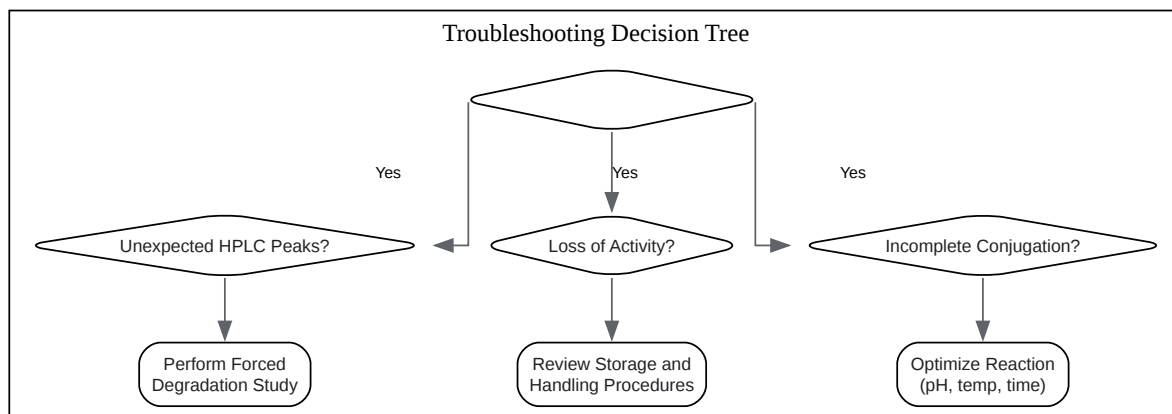 Troubleshooting Decision Tree
Yes
Yes
Yes
Unexpected HPLC Peaks?
Loss of Activity?
Incomplete Conjugation?
Perform Forced
Degradation Study
Review Storage and
Handling Procedures
Optimize Reaction
(pH, temp, time)